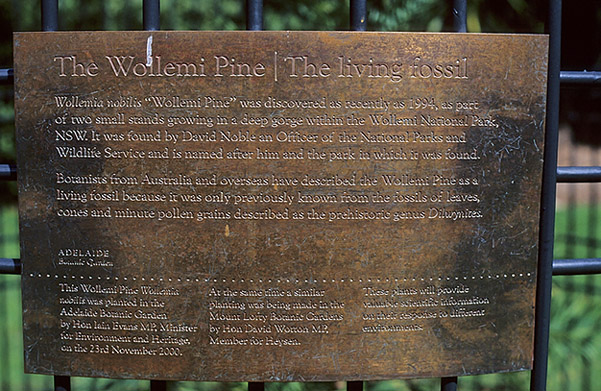 The Wollemi Pine | The living fossil
Wollemia nobilis "Wollemi Pine" was discovered as recently as 1994, as part
of two small stands growing in a deep gorge within the Wollemi National Park,
NSW. It was found by David Noble an Officer of the National Parks and
Wildlife Service and is named after him and the park in which it was found.
Botanists from Australia and overseas have described the Wollemi Pine as a
living fossil because it was only previously known from the fossils of leaves,
cones and minute pollen grains described as the prehistoric genus Dilwynites.
ADELAIDE
Botanic Garden
This Wollemi Pine Wollemia
nobilis was planted in the
Adelaide Botanic Garden
by Hon Iain Evans MP, Minister
for Environment and Heritage,
on the 23rd November 2000.
At the same time a similar
planting was being made in the
Mount Lofty Botanic Gardens
by Hon David Wotton MP,
Member for Heysen.
These plants will provide
valuable scientific information
on their response to different
environments.